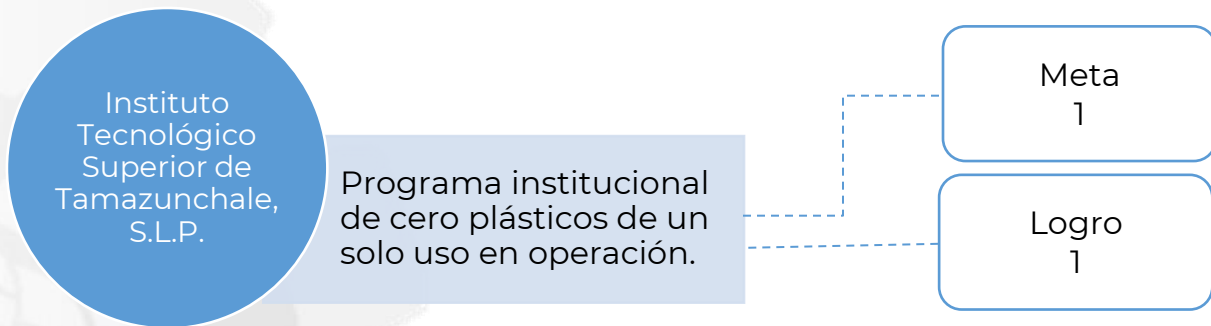 Instituto
Tecnológico
Superior de
Tamazunchale,
S.L.P.
Programa institucional
de cero plásticos de un
solo uso en operación.
Meta
1
Logro
1